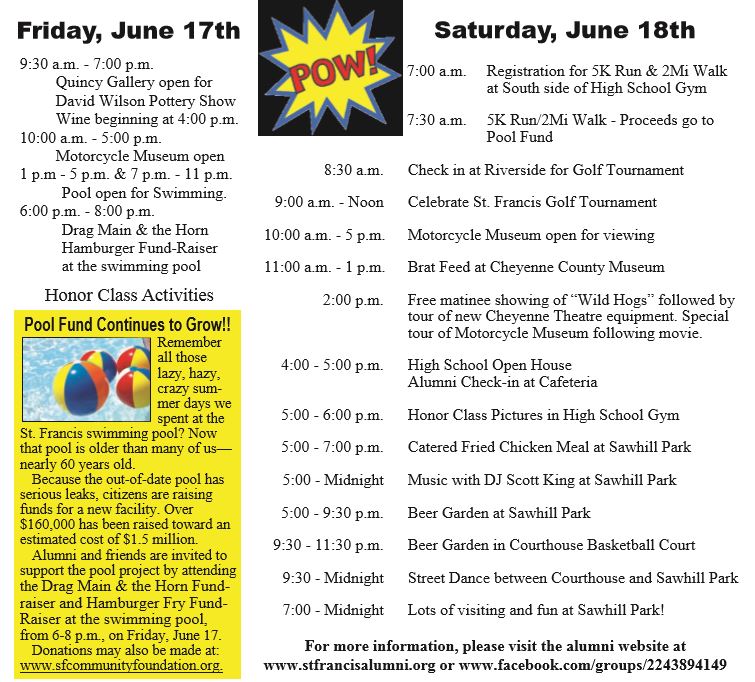 Friday, June 17th
9:30 a.m. - 7:00 p.m.
Quincy Gallery open for
David Wilson Pottery Show
Wine beginning at 4:00 p.m.
10:00 a.m. - 5:00 p.m.
Motorcycle Museum open
1 p.m - 5 p.m. & 7 p.m. - 11 p.m.
Pool open for Swimming.
6:00 p.m. - 8:00 p.m.
Drag Main & the Horn
Hamburger Fund-Raiser
at the swimming pool
Honor Class Activities
Pool Fund Continues to Grow!!
Remember
all those
lazy, hazy,
crazy sum-
mer days we
spent at the
St. Francis swimming pool? Now
that pool is older than many of us—
nearly 60 years old.
Because the out-of-date pool has
serious leaks, citizens are raising
funds for a new facility. Over
$160,000 has been raised toward an
estimated cost of $1.5 million.
Alumni and friends are invited to
support the pool project by attending
the Drag Main & the Horn Fund-
raiser and Hamburger Fry Fund-
Raiser at the swimming pool,
from 6-8 p.m., on Friday, June 17.
Donations may also be made at:
www.sfcommunityfoundation.org.
POW!
Saturday, June 18th
7:00 a.m. Registration for 5K Run & 2Mi Walk
at South side of High School Gym
7:30 a.m. 5K Run/2Mi Walk - Proceeds go to
Pool Fund
8:30 a.m. Check in at Riverside for Golf Tournament
9:00 a.m. - Noon Celebrate St. Francis Golf Tournament
10:00 a.m. - 5 p.m. Motorcycle Museum open for viewing
11:00 a.m. - 1 p.m. Brat Feed at Cheyenne County Museum
2:00 p.m. Free matinee showing of “Wild Hogs” followed by
tour of new Cheyenne Theatre equipment. Special
tour of Motorcycle Museum following movie.
4:00 - 5:00 p.m. High School Open House
Alumni Check-in at Cafeteria
5:00 - 6:00 p.m. Honor Class Pictures in High School Gym
5:00 - 7:00 p.m. Catered Fried Chicken Meal at Sawhill Park
5:00 - Midnight Music with DJ Scott King at Sawhill Park
5:00 - 9:30 p.m. Beer Garden at Sawhill Park
9:30 - 11:30 p.m. Beer Garden in Courthouse Basketball Court
9:30 - Midnight Street Dance between Courthouse and Sawhill Park
7:00 - Midnight Lots of visiting and fun at Sawhill Park!
For more information, please visit the alumni website at
www.stfrancisalumni.org or www.facebook.com/groups/2243894149